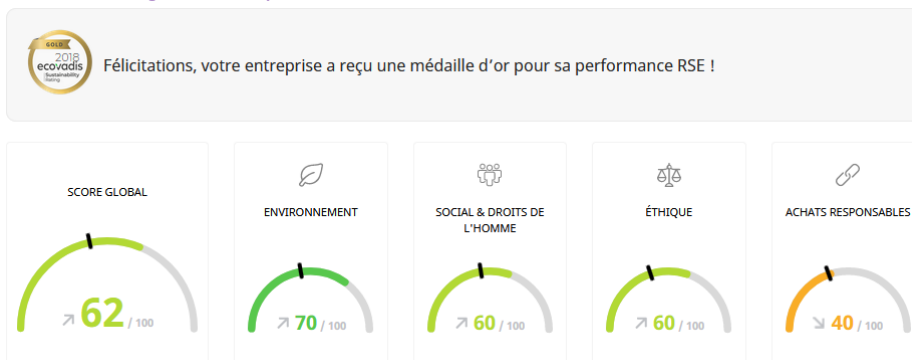 GOLD
2018
ecovadis
Sustainability
Rating
Félicitations, votre entreprise a reçu une médaille d'or pour sa performance RSE !
SCORE GLOBAL
62 / 100
ENVIRONNEMENT
70 / 100
SOCIAL & DROITS DE
L'HOMME
60 / 100
ÉTHIQUE
60 / 100
ACHATS RESPONSABLES
40 / 100